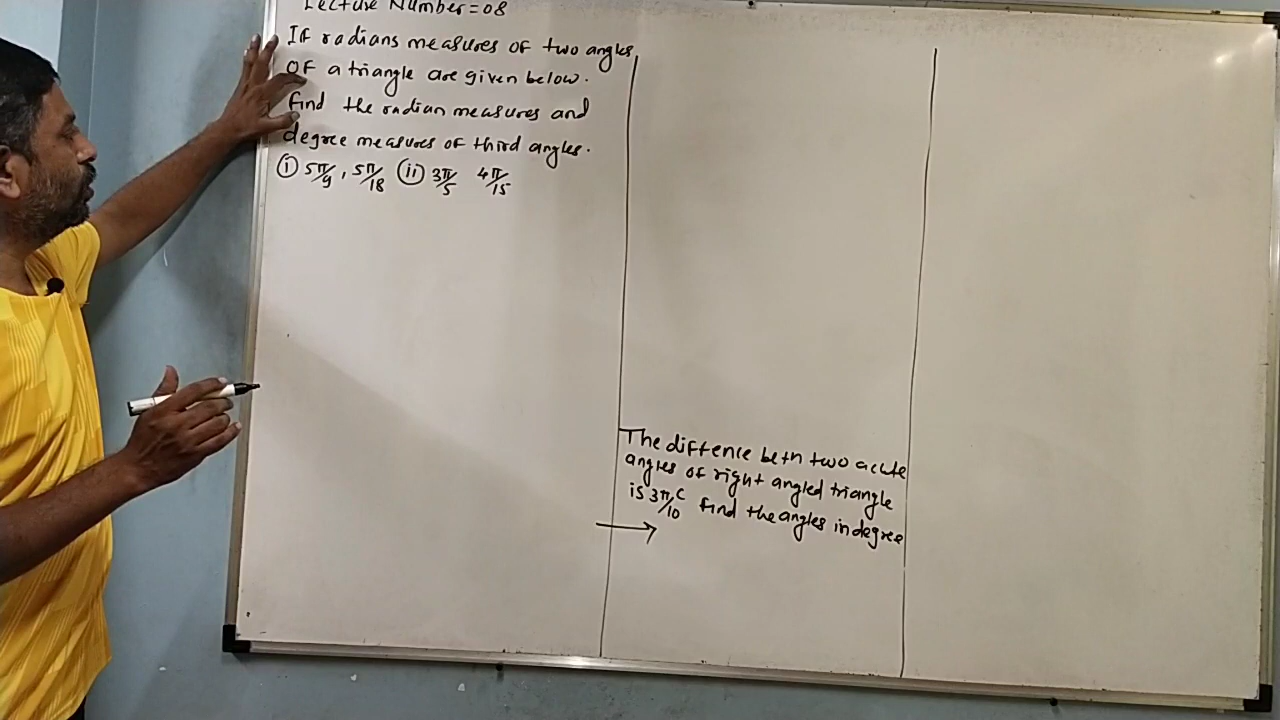 Lecture Number = 08
If radians measures of two angles
of a triangle are given below.
find the radian measures and
degree measures of third angles.
(i) 5π/9, 5π/18 (ii) 3π/5 4π/15
The diffence betn two acute
angles of right angled triangle
is 3π/10 c find the angles in degree